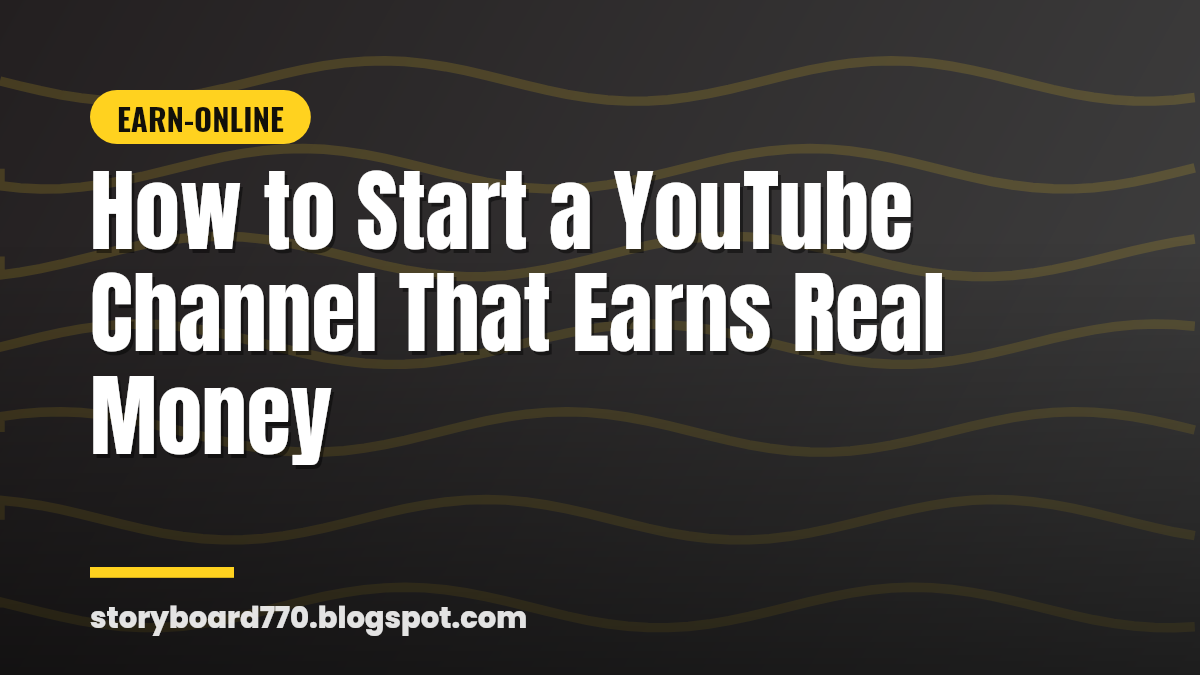 EARN-ONLINE
How to Start a YouTube
Channel That Earns Real
Money
storyboard770.blogspot.com